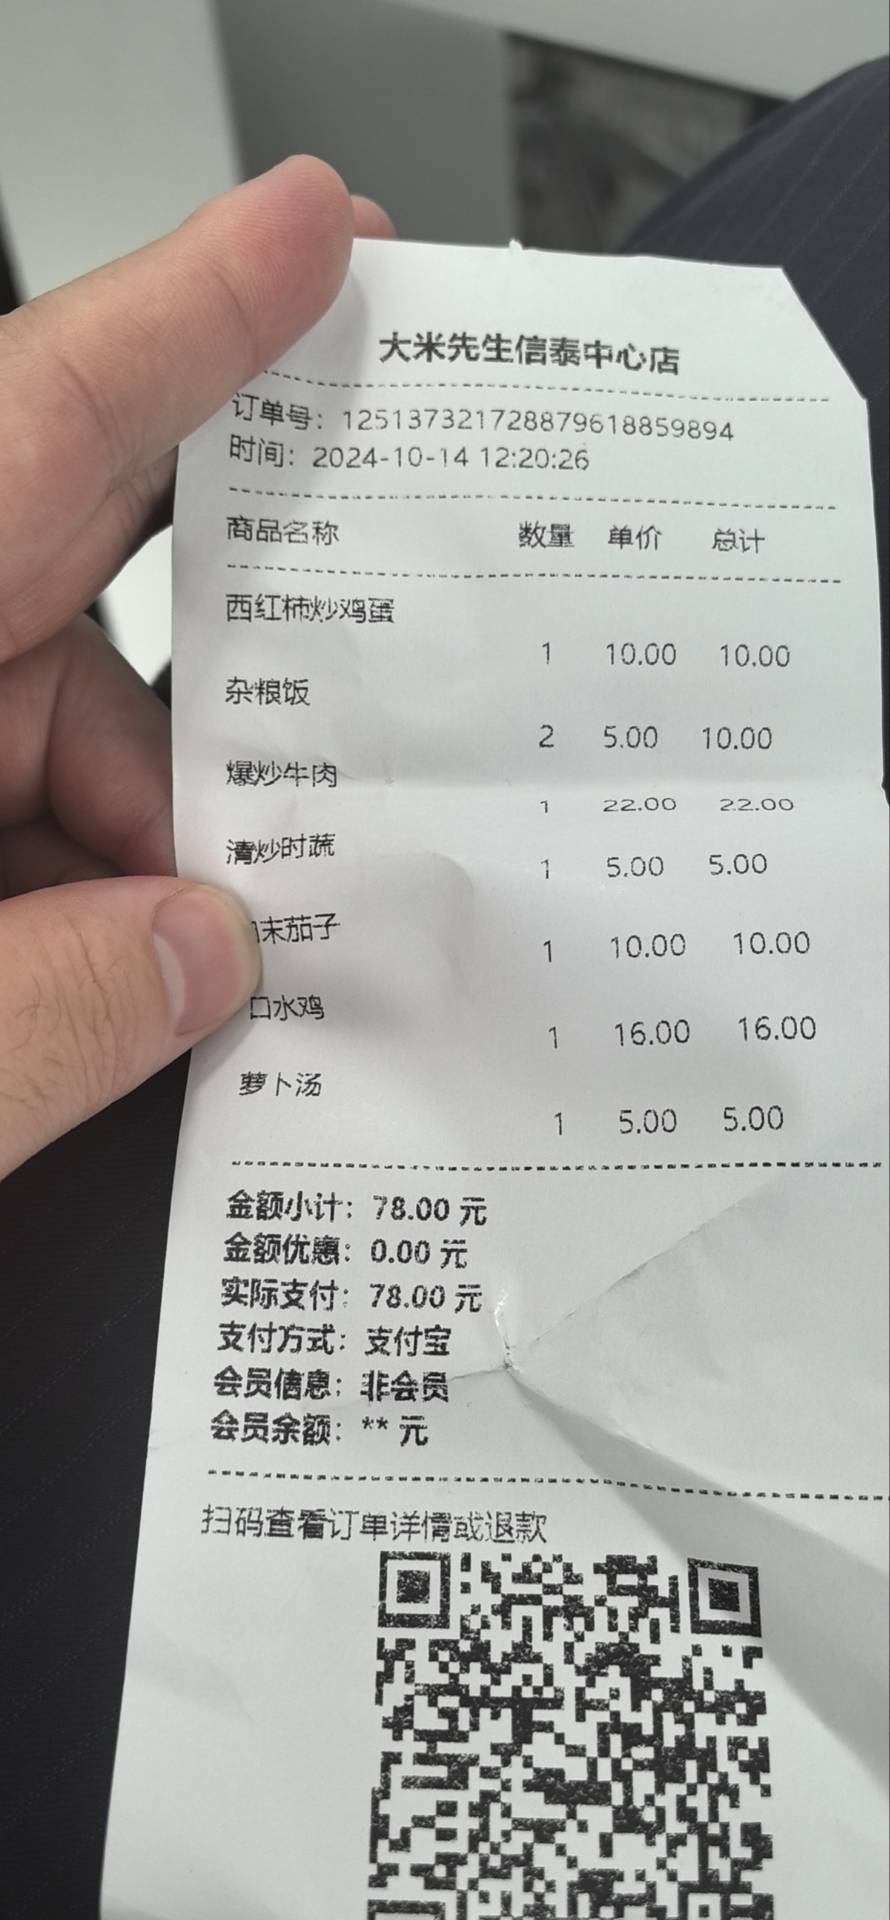 大米先生信泰中心店
订单号：125137321728879618859894
时间：2024-10-14 12:20:26
商品名称 数量 单价 总计
西红柿炒鸡蛋
1 10.00 10.00
杂粮饭
2 5.00 10.00
爆炒牛肉
1 22.00 22.00
清炒时蔬
1 5.00 5.00
末茄子
1 10.00 10.00
口水鸡
1 16.00 16.00
萝卜汤
1 5.00 5.00
金额小计：78.00 元
金额优惠：0.00 元
实际支付：78.00 元
支付方式：支付宝
会员信息：非会员
会员余额：** 元
扫码查看订单详情或退款